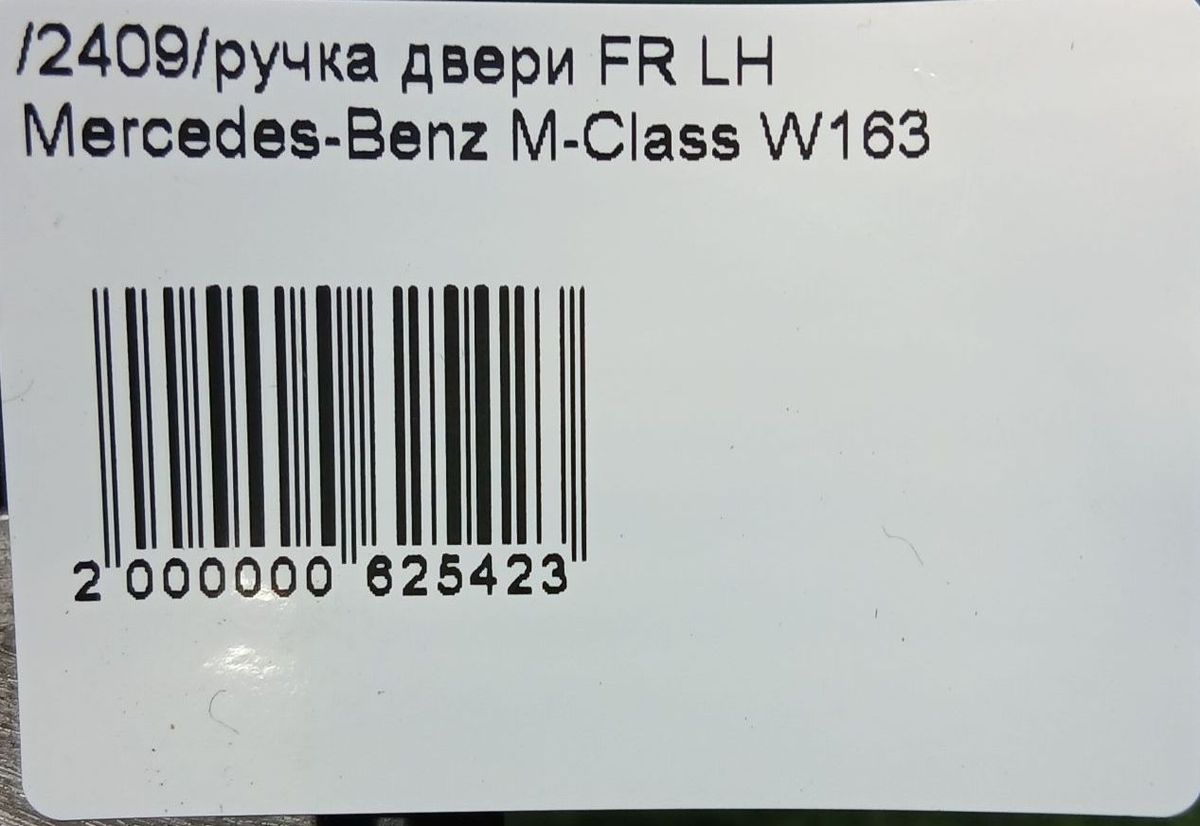 /2409/ручка двери FR LH
Mercedes-Benz M-Class W163
2 000000 625423